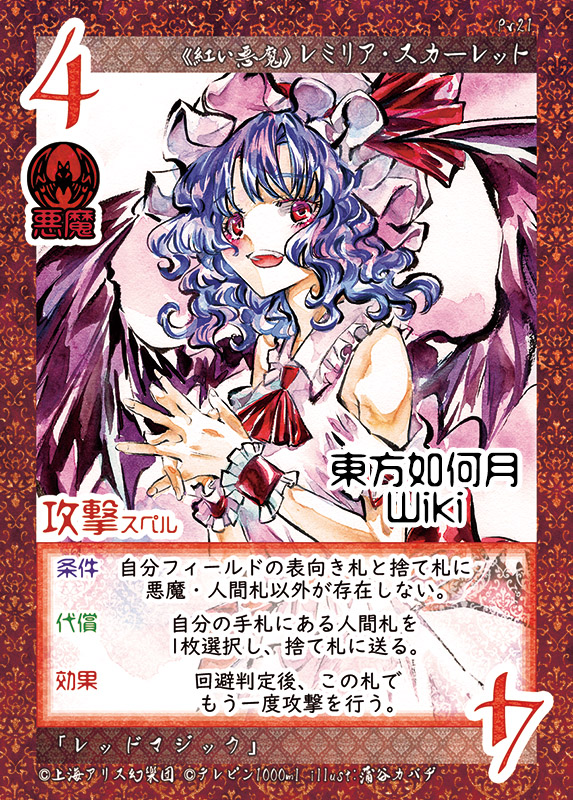 Pr21
《紅い悪魔》レミリア・スカーレット
4
悪魔
東方如何月
Wiki
攻撃スペル
条件 自分フィールドの表向き札と捨て札に
悪魔・人間札以外が存在しない。
代償 自分の手札にある人間札を
1枚選択し、捨て札に送る。
効果 回避判定後、この札で
もう一度攻撃を行う。
4
「レッドマジック」
©上海アリス幻樂団 ©テレピン1000ml illust:蒲谷カバヂ